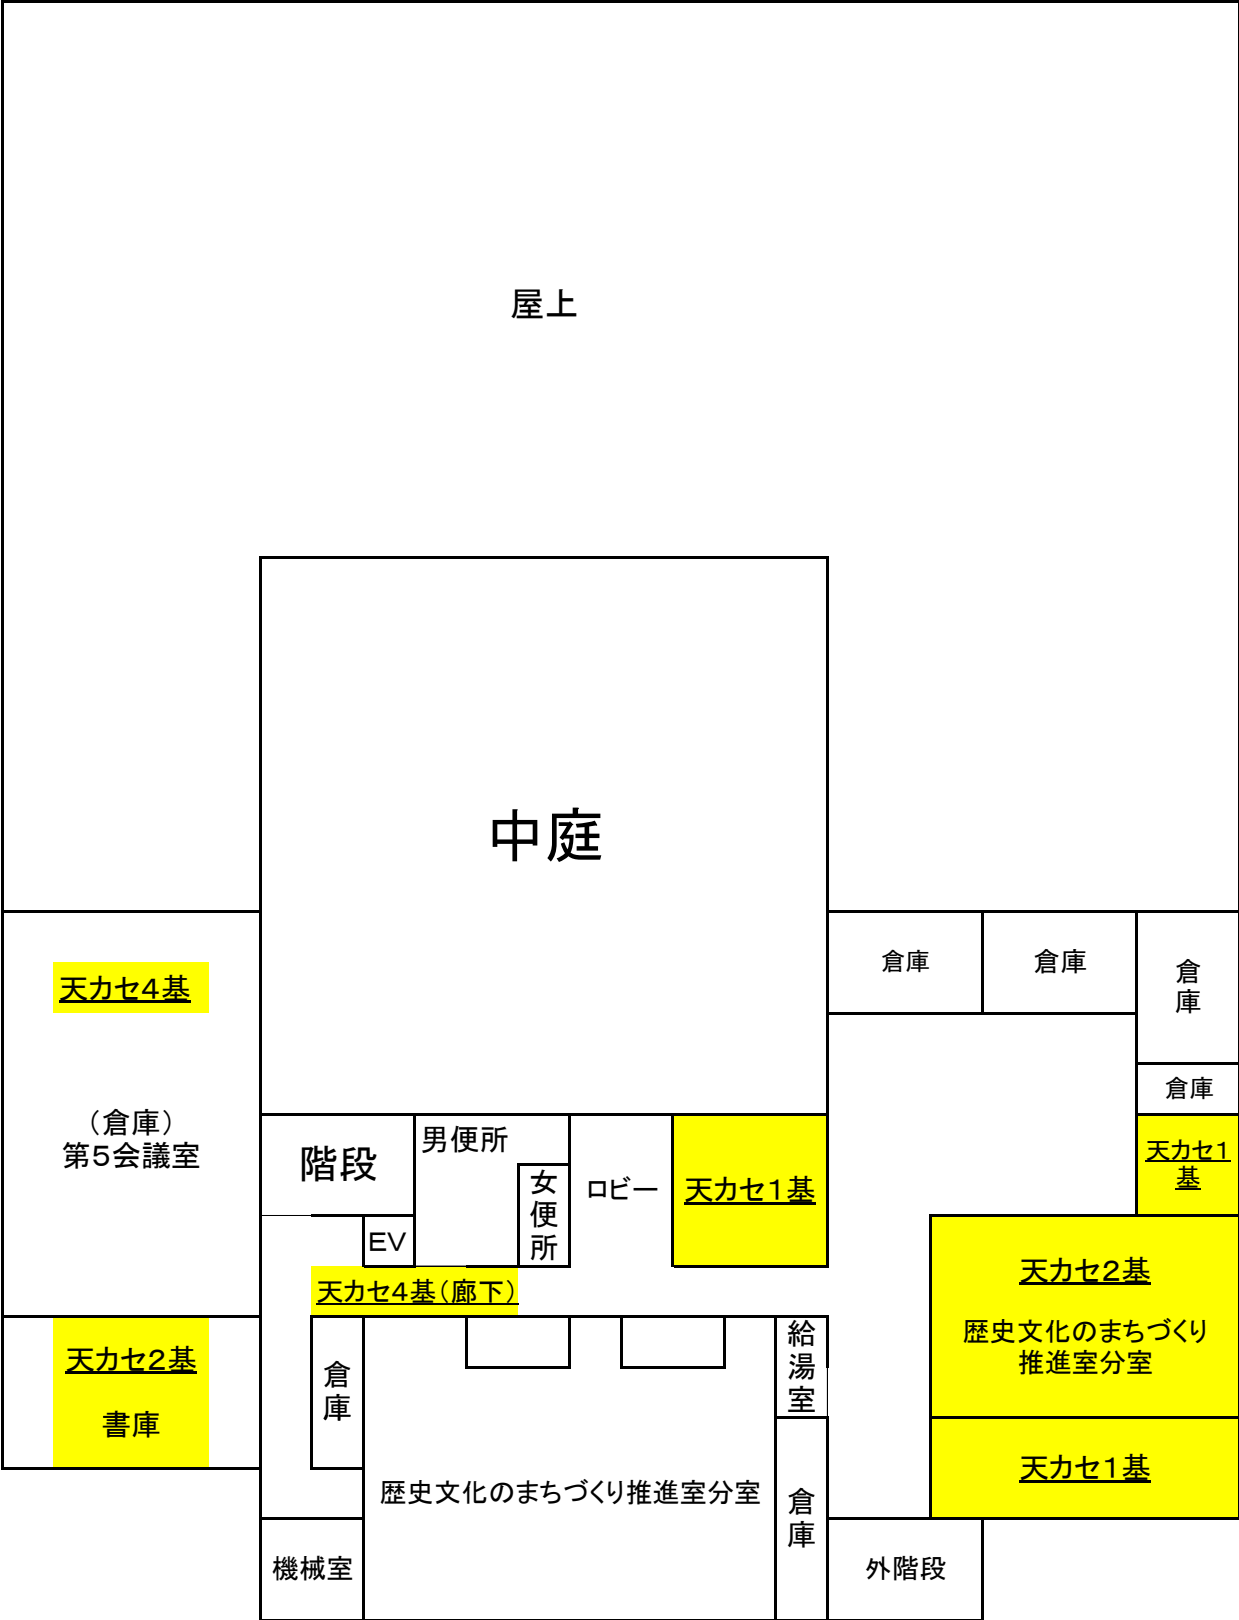 屋上
中庭
倉庫
倉庫
倉
庫
天カセ4基
倉庫
（倉庫）
第5会議室
階段
男便所
女
便
所
ロビー
天カセ1基
天カセ1
基
EV
天カセ4基（廊下）
天カセ2基
歴史文化のまちづくり
推進室分室
天カセ2基
書庫
倉
庫
給
湯
室
天カセ1基
歴史文化のまちづくり推進室分室
倉
庫
機械室
外階段